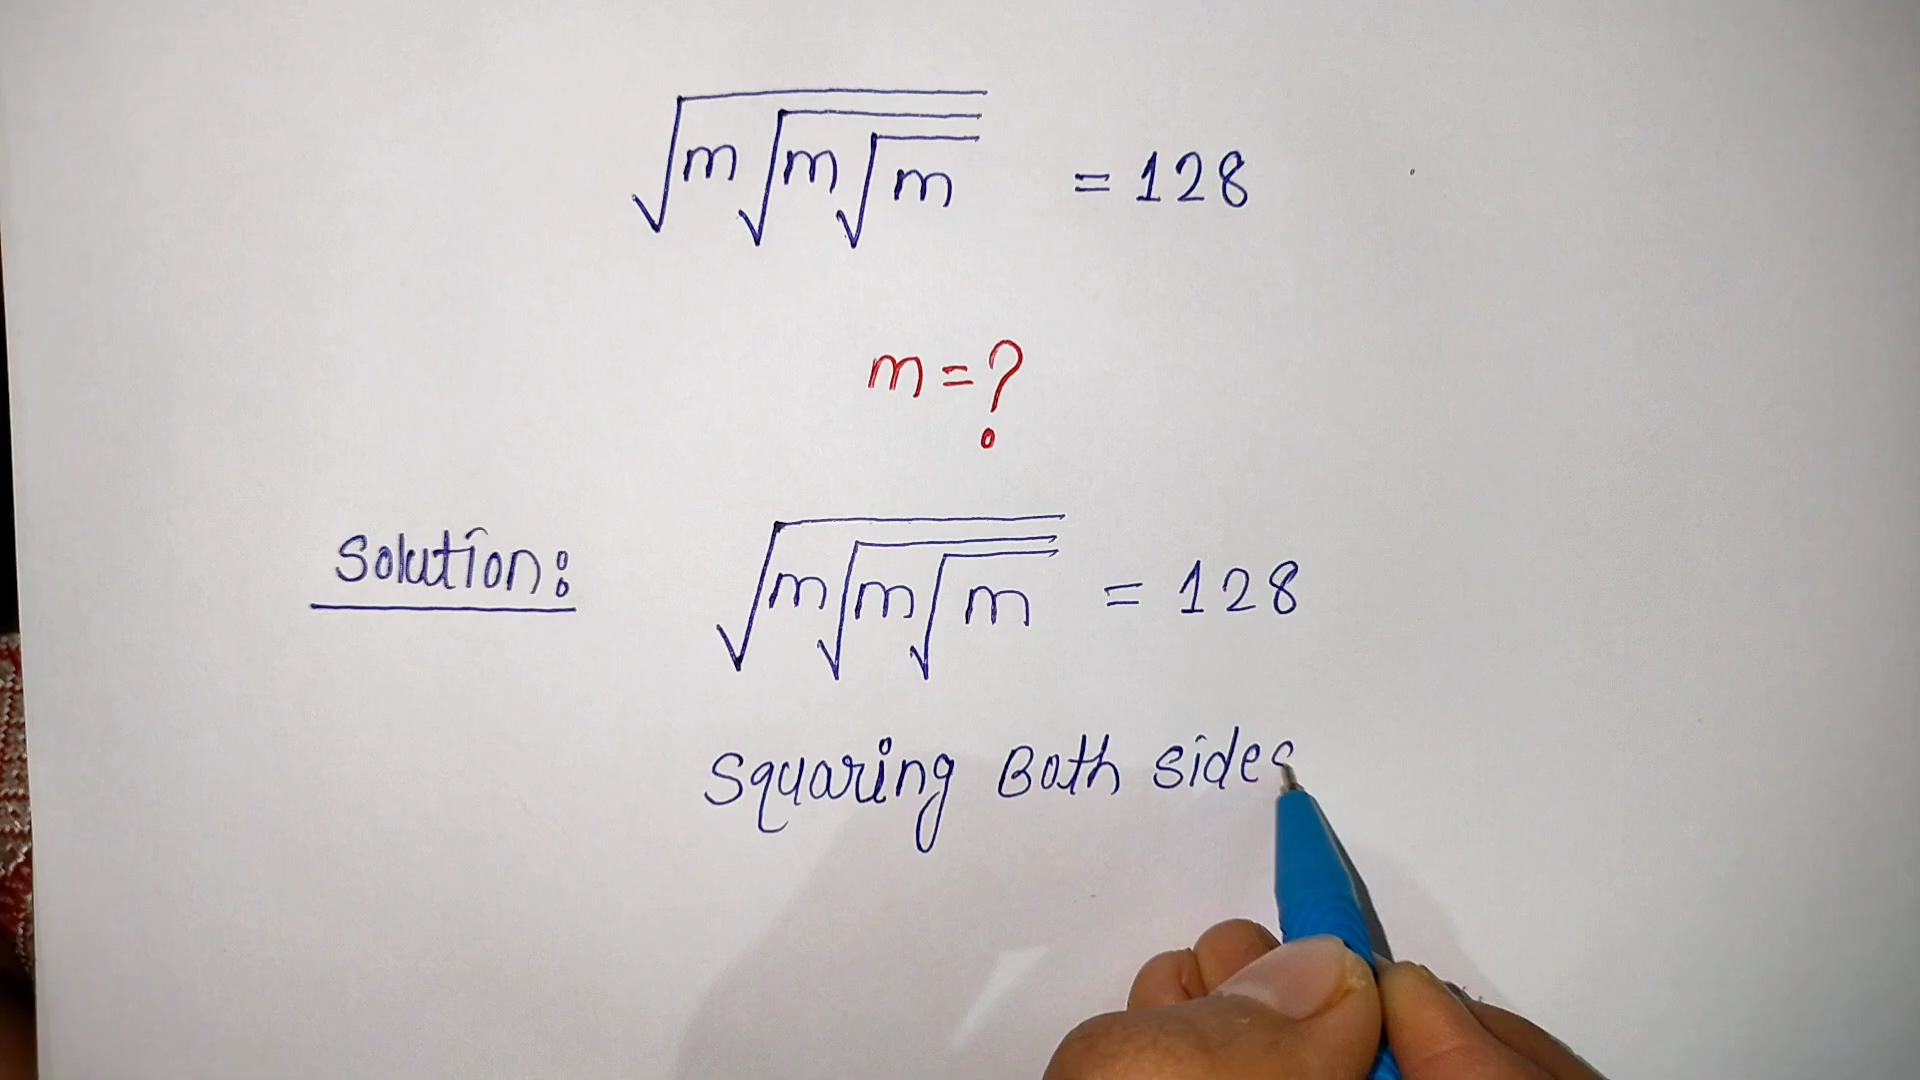 √m√m√m = 128
m = ?
Solution: √m√m√m = 128
Squaring Both sides